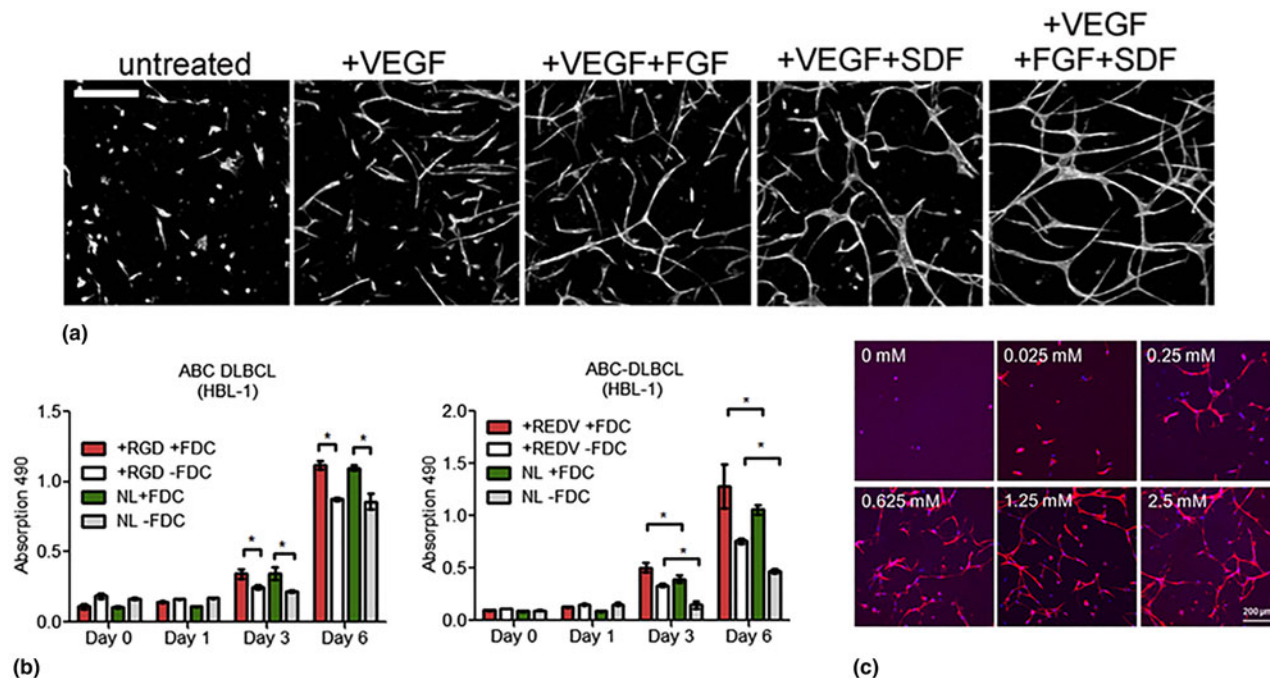 untreated
+VEGF
+VEGF+FGF
+VEGF+SDF
+VEGF
+FGF+SDF
(a)
ABC DLBCL
(HBL-1)
1.5
1.0
0.5
0.0
Absorption 490
+RGD +FDC
+RGD -FDC
NL+FDC
NL -FDC
* * * *
Day 0 Day 1 Day 3 Day 6
ABC-DLBCL
(HBL-1)
2.0
1.5
1.0
0.5
0.0
Absorption 490
+REDV +FDC
+REDV -FDC
NL +FDC
NL -FDC
* * * *
Day 0 Day 1 Day 3 Day 6
(b)
0 mM 0.025 mM 0.25 mM
0.625 mM 1.25 mM 2.5 mM
200 µm
(c)